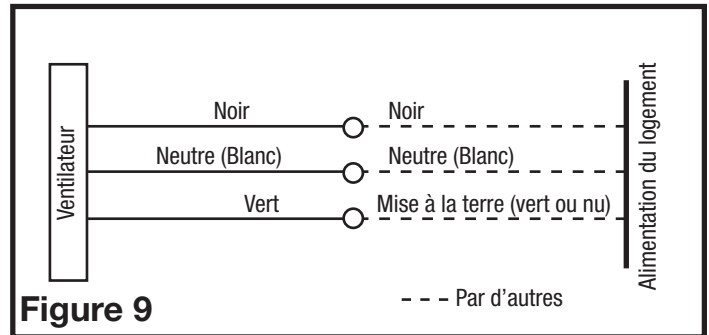 Ventilateur
Noir
Noir
Neutre (Blanc)
Neutre (Blanc)
Vert
Mise à la terre (vert ou nu)
Alimentation du logement
Figure 9
Par d'autres